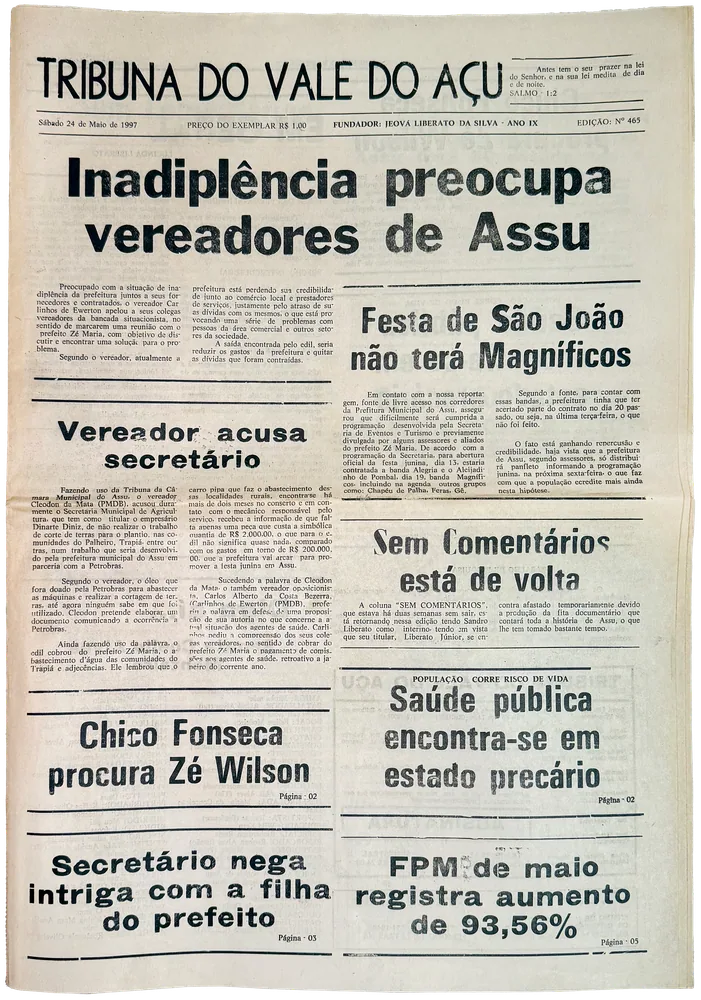 TRIBUNA DO VALE DO AÇU
Antes tem o seu prazer na lei
do Senhor, e na sua lei medita de dia
e de noite.
SALMO - 1:2
Sábado 24 de Maio de 1997
PREÇO DO EXEMPLAR R$ 1,00
FUNDADOR: JEOVÁ LIBERATO DA SILVA - ANO IX
EDIÇÃO: Nº 465
Inadiplência preocupa
vereadores de Assu
Preocupado com a situação de ina-
diplência da prefeitura juntos a seus for-
necedores e contratados, o vereador Car
linhos de Ewerton apelou a seus colegas
vereadores da bancada situacionista, no
sentido de marcarem uma reunião com o
prefeito Zé Maria, com objetivo de dis-
cutir e encontrar uma solução para o pro-
blema.
Segundo o vereador, atualmente a
prefeitura está perdendo sua credibilida-
de junto ao comércio local e prestadores
de serviços, justamente pelo atraso de su-
as dívidas com os mesmos, o que está pro-
vocando uma série de problemas com
pessoas da área comercial e outros seto-
res da sociedade.
A saída encontrada pelo edil, seria
reduzir os gastos da prefeitura e quitar
as dívidas que foram contraídas.
Festa de São João
não terá Magníficos
Em contato com a nossa reporta-
gem, fonte de livre acesso nos corredores
da Prefitura Municipal do Assu, assegu-
rou que dificilmente será cumprida a
programação desenvolvida pela Secreta-
ria de Eventos e Turismo e previamente
divulgada por alguns assessores e aliados
do prefeito Zé Maria. De acordo com a
programação da Secretaria, para abertura
oficial da festa junina, dia 13, estaria
contratada a banda Alegria e o Alcijadi-
nho de Pombal, dia 19, banda Magnífi-
cos, incluindo na agenda outros grupos
como: Chapéu de Palha, Feras, Gê.
Segundo a fonte, para contar com
essas bandas, a prefeitura tinha que ter
acertado parte do contrato no dia 20 pas-
sado, ou seja, na última terça-feira, o que
não foi feito.
O fato está ganhando repercusão e
credibilidade, haja vista que a prefeitura
de Assu, segundo assessores, só distribui-
rá panfleto informando a programação
junina, na próxima sexta-feira, o que faz
com que a população credite mais ainda
nesta hipótese.
Vereador acusa
secretário
Fazendo uso da Tribuna da Câ-
mara Municipal do Assu, o vereador
Cleodon da Mata (PMDB), acusou dura-
mente o Secretaria Municipal de Agricul-
tura, que tem como titular o empresário
Dinarte Diniz, de não realizar o trabalho
de corte de terras para o plantio, nas co-
munidades do Palheiro, Trapiá entre ou-
tras, num trabalho que seria desenvolvi-
do pela prefeitura municipal do Assu em
parceria com a Petrobras.
Segundo o vereador, o óleo que
fora doado pela Petrobras para abastecer
as máquinas e realizar a cortagem de ter-
ras, até agora ninguém sabe em que foi
utilizado. Cleodon pretende elaborar um
documento comunicando a ocorrência a
Petrobras.
Ainda fazendo uso da palavra, o
edil cobrou do prefeito Zé Maria, o a-
bastecimento d'água das comunidades do
Trapiá e adjecências. Ele lembrou que o
carro pipa que faz o abastecimento des-
sas localidades rurais, encontrase há
mais de dois meses no conserto e em con-
tato com o mecânico responsável pelo
serviço, recebeu a informação de que fal-
ta apenas uma peça que custa a simbólica
quantia de R$ 2.000,00, o que para o e-
dil não significa quase nada, comparado
com os gastos em torno de R$ 200.000,
00, que a prefeitura vai arcar para pro-
mover a festa junina em Assu.
Sucedendo a palavra de Cleodon
da Mata, o também vereador oposicionis-
ta, Carlos Alberto da Costa Bezerra,
(Carlinhos de Ewerton) (PMDB), profe-
riu a palavra em defesa de uma proposi-
ção de sua autoria no que concerne a a-
tual situação dos agentes de saúde. Carli-
nhos pediu a compreensão dos seus cole-
gas vereadores, no sentido de cobrar do
prefeito Zé Maria o pagamento de comis-
sões aos agentes de saúde, retroativo a ja-
neiro do corrente ano.
Sem Comentários
está de volta
A coluna "SEM COMENTÁRIOS",
que estava há duas semanas sem sair, es-
tá retornando nessa edição tendo Sandro
Liberato como interino tendo em vista
que seu titular, Liberato Júnior, se en-
contra afastado temporariamente devido
a produção da fita documentário que
contará toda a história de Assu, o que
lhe tem tomado bastante tempo.
Chico Fonseca
procura Zé Wilson
Página - 02
POPULAÇÃO CORRE RISCO DE VIDA
Saúde pública
encontra-se em
estado precário
Página - 02
Secretário nega
intriga com a filha
do prefeito
Página - 03
FPM de maio
registra aumento
de 93,56%
Página - 05